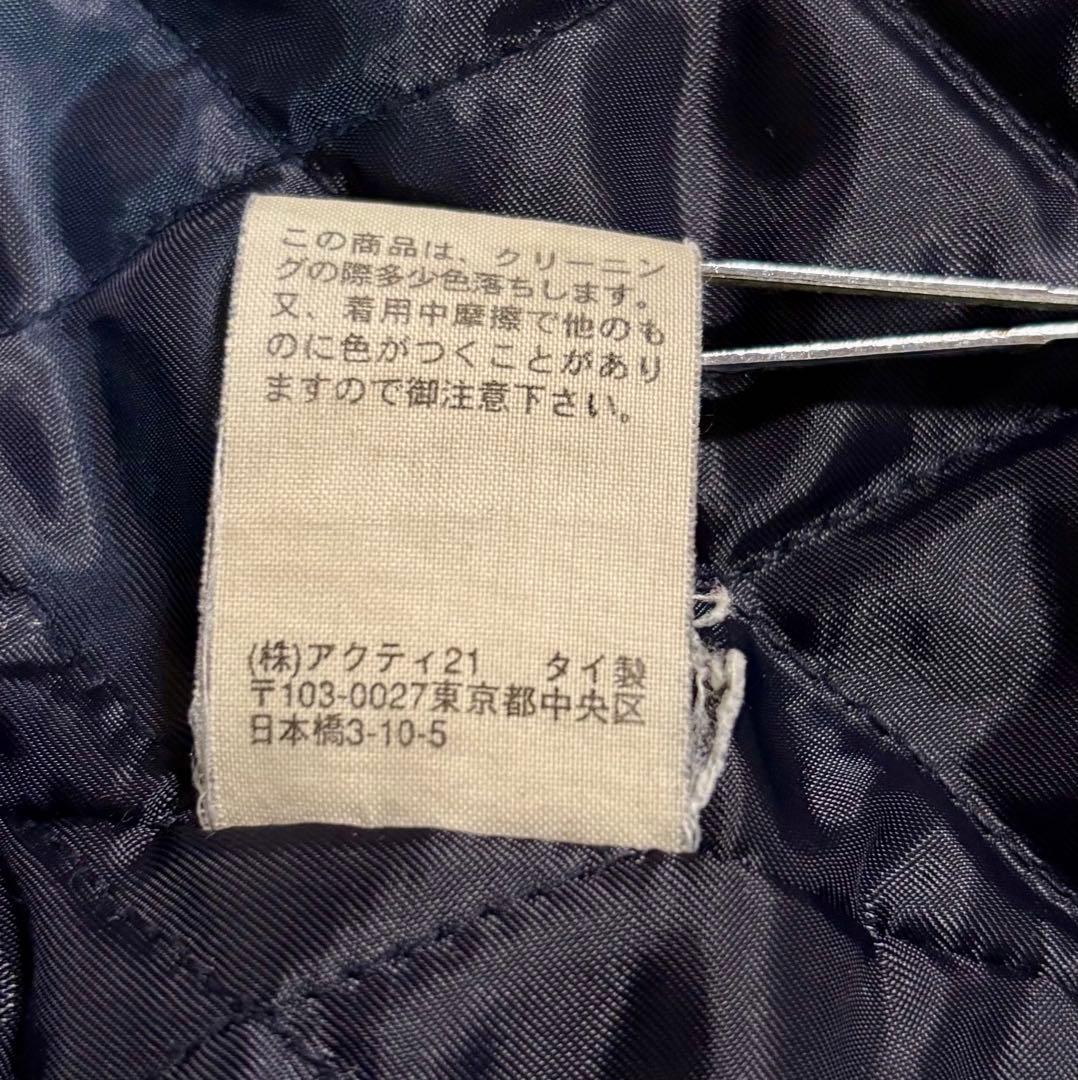 この商品は、クリーニン
グの際多少色落ちします。
又、着用中摩擦で他のも
のに色がつくことがあり
ますので御注意下さい。
(株)アクティ21 タイ製
〒103-0027東京都中央区
日本橋3-10-5